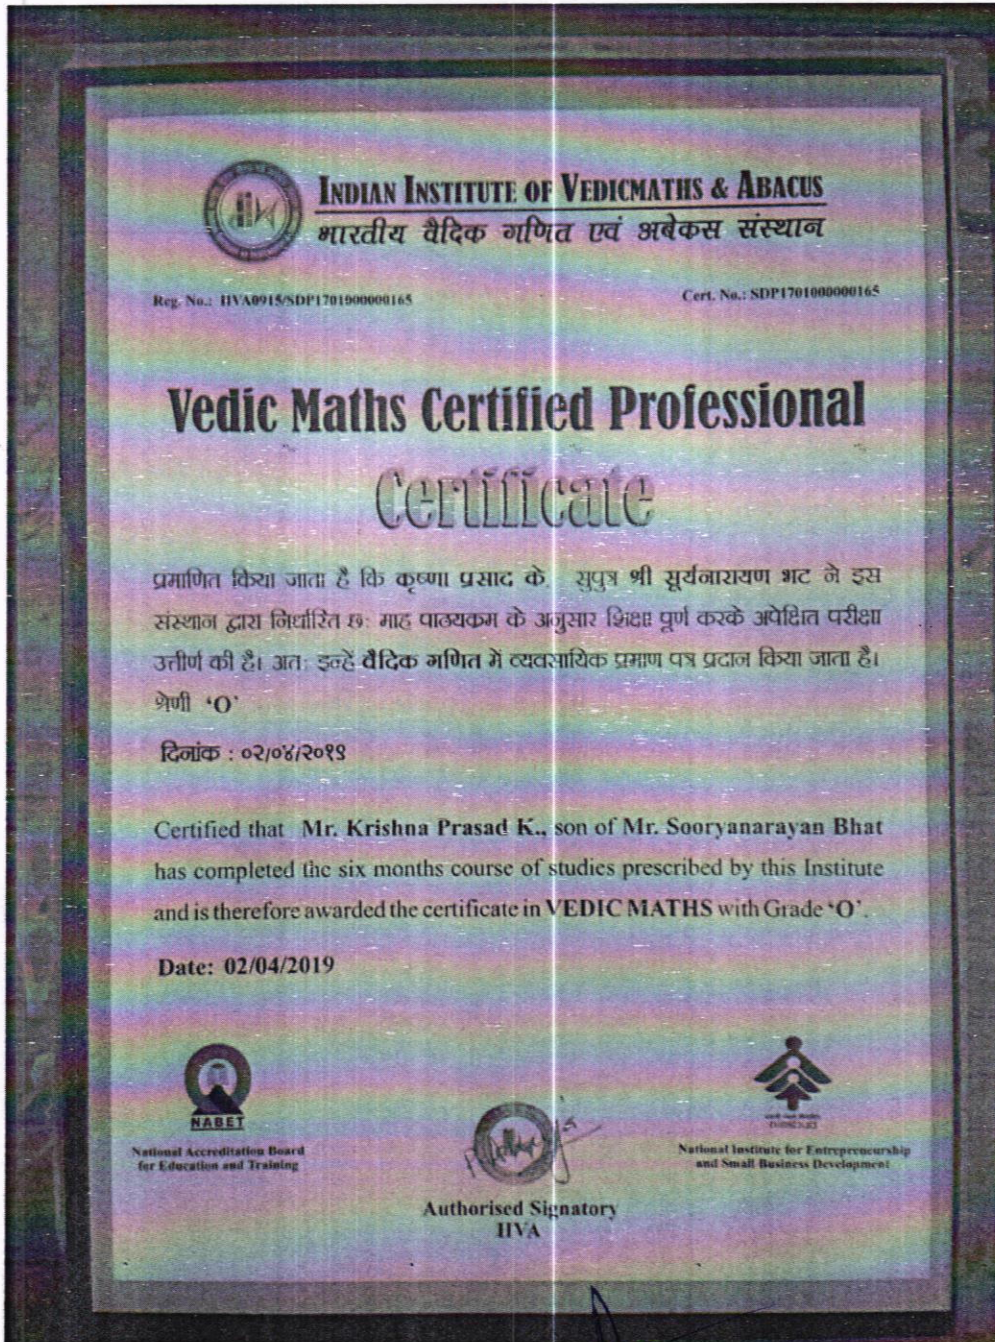 INDIAN INSTITUTE OF VEDICMATHS & ABACUS
भारतीय वैदिक गणित एवं अबेकस संस्थान
Reg. No.: IIVA0915/SDP1701000000165
Cert. No.: SDP1701000000165
Vedic Maths Certified Professional
Certificate
प्रमाणित किया जाता है कि कृष्णा प्रसाद के. सुपुत्र श्री सूर्यनारायण भट ने इस
संस्थान द्वारा निर्धारित छः माह पाठयकम के अनुसार शिक्षा पूर्ण करके अपेक्षित परीक्षा
उत्तीर्ण की है। अतः इन्हें वैदिक गणित में व्यवसायिक प्रमाण पत्र प्रदान किया जाता है।
श्रेणी 'O'
दिनांक : ०२/०४/२०१९
Certified that Mr. Krishna Prasad K., son of Mr. Sooryanarayan Bhat
has completed the six months course of studies prescribed by this Institute
and is therefore awarded the certificate in VEDIC MATHS with Grade 'O'.
Date: 02/04/2019
NABET
National Accreditation Board
for Education and Training
National Institute for Entrepreneurship
and Small Business Development
Authorised Signatory
IIVA